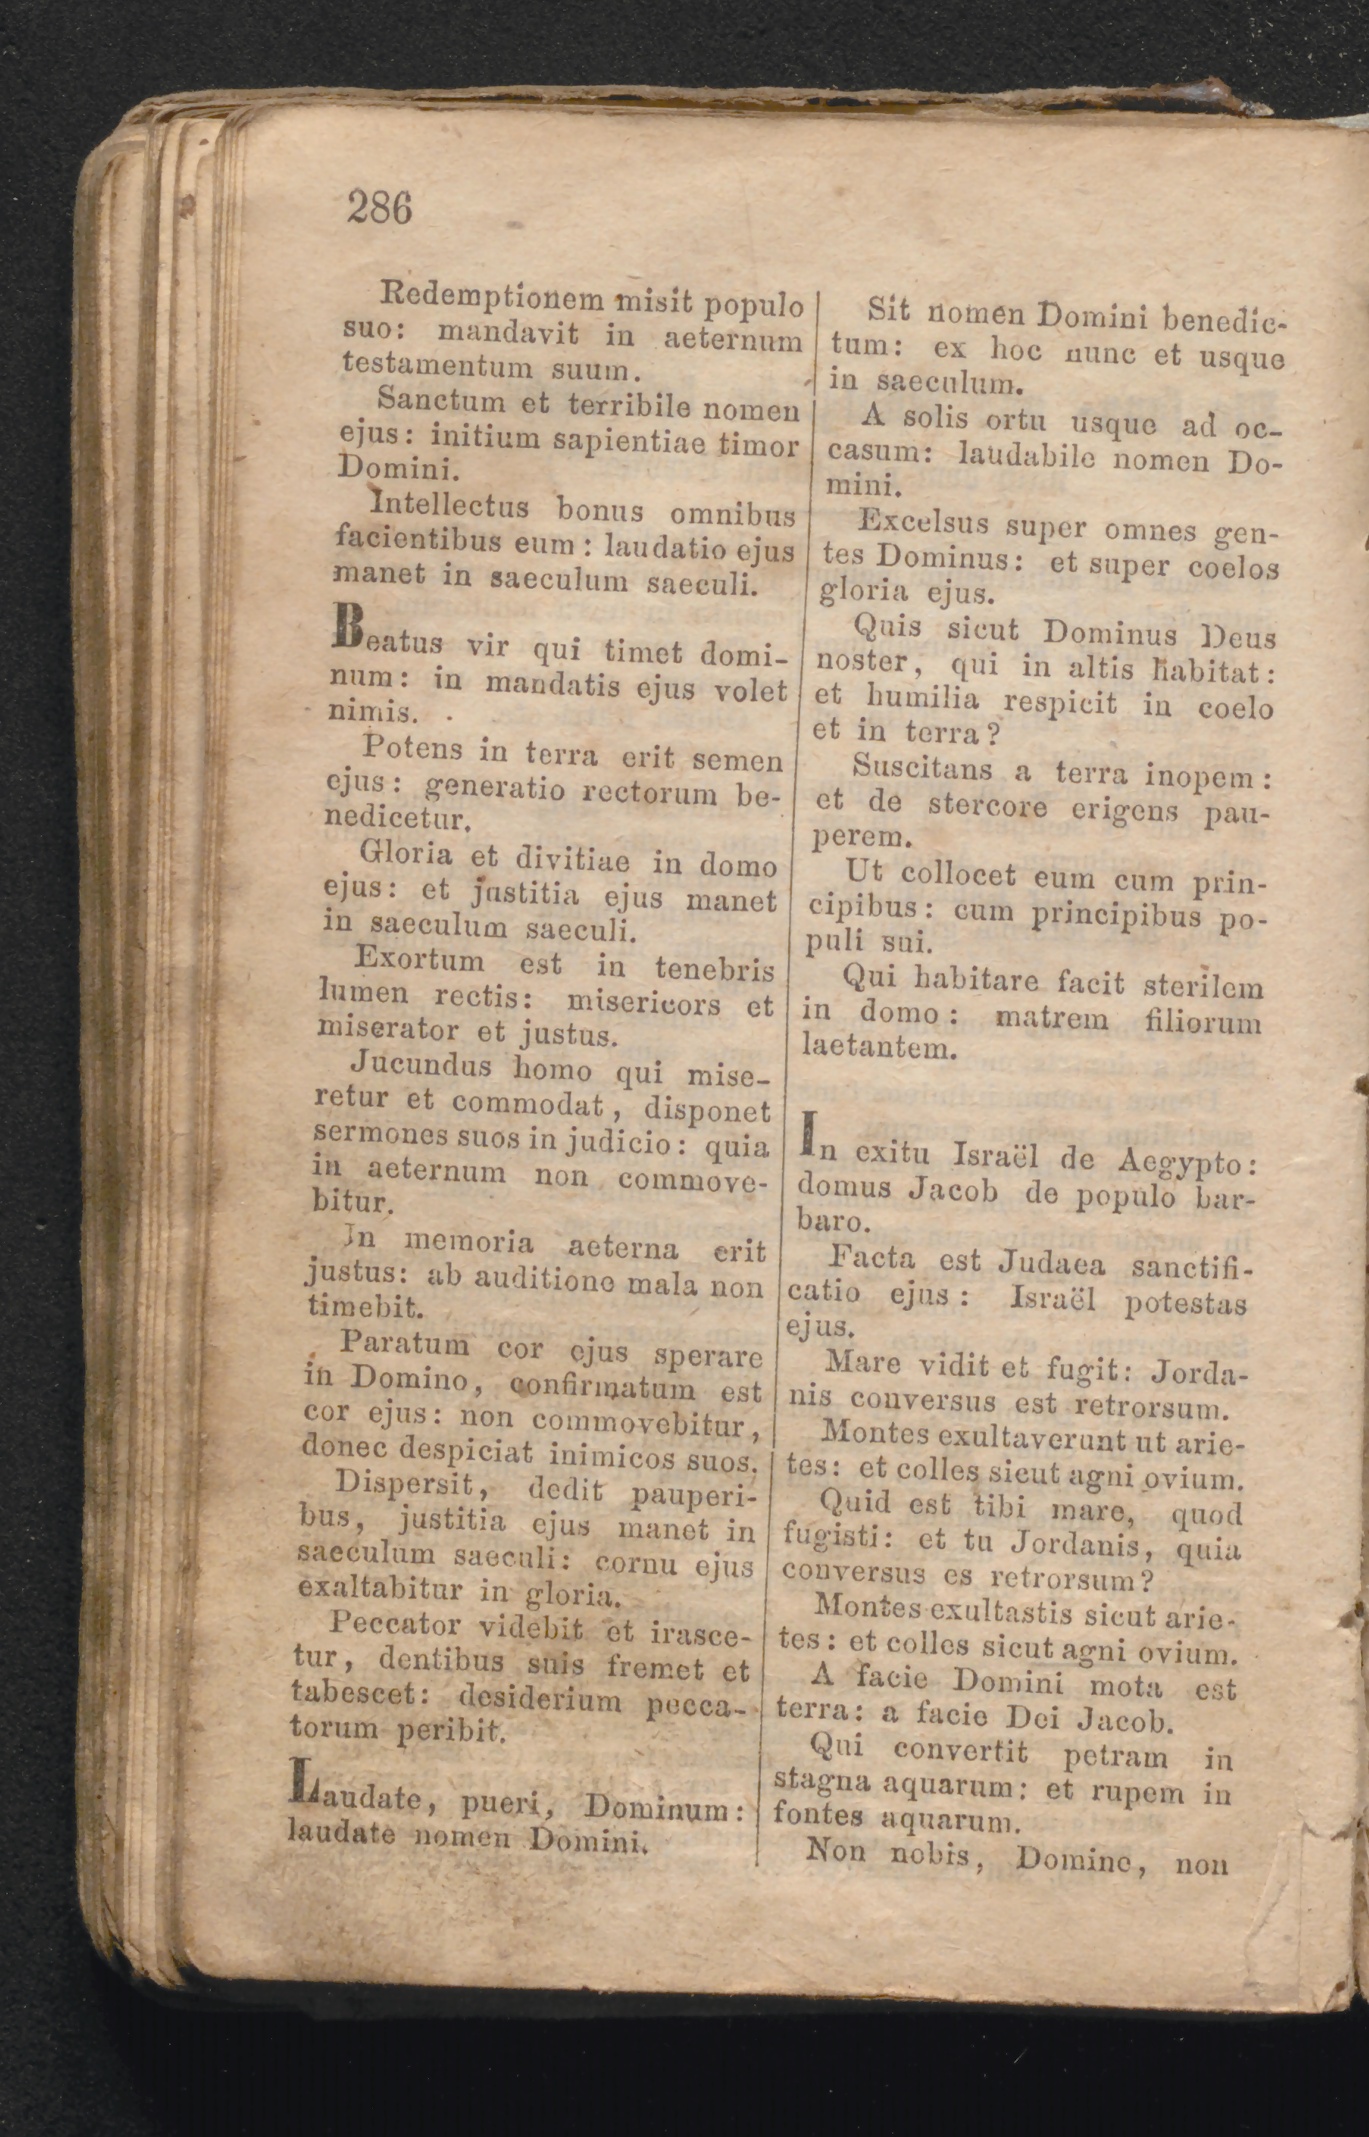 286
Redemptionem misit populo
suo: mandavit in aeternum
testamentum suum.
Sanctum et terribile nomen
ejus: initium sapientiae timor
Domini.
Intellectus bonus omnibus
facientibus eum: laudatio ejus
manet in saeculum saeculi.
Beatus vir qui timet domi-
num: in mandatis ejus volet
nimis.
Potens in terra erit semen
ejus: generatio rectorum be-
nedicetur.
Gloria et divitiae in domo
ejus: et justitia ejus manet
in saeculum saeculi.
Exortum est in tenebris
lumen rectis: misericors et
miserator et justus.
Jucundus homo qui mise-
retur et commodat, disponet
sermones suos in judicio: quia
in aeternum non commove-
bitur.
In memoria aeterna erit
justus: ab auditione mala non
timebit.
Paratum cor ejus sperare
in Domino, confirmatum est
cor ejus: non commovebitur,
donec despiciat inimicos suos.
Dispersit, dedit pauperi-
bus, justitia ejus manet in
saeculum saeculi: cornu ejus
exaltabitur in gloria.
Peccator videbit et irasce-
tur, dentibus suis fremet et
tabescet: desiderium pecca-
torum peribit.
Laudate, pueri, Dominum:
laudate nomen Domini.
Sit nomen Domini benedic-
tum: ex hoc nunc et usque
in saeculum.
A solis ortu usque ad oc-
casum: laudabile nomen Do-
mini.
Excelsus super omnes gen-
tes Dominus: et super coelos
gloria ejus.
Quis sicut Dominus Deus
noster, qui in altis habitat:
et humilia respicit in coelo
et in terra?
Suscitans a terra inopem:
et de stercore erigens pau-
perem.
Ut collocet eum cum prin-
cipibus: cum principibus po-
puli sui.
Qui habitare facit sterilem
in domo: matrem filiorum
laetantem.
In exitu Israël de Aegypto:
domus Jacob de populo bar-
baro.
Facta est Judaea sanctifi-
catio ejus: Israël potestas
ejus.
Mare vidit et fugit: Jorda-
nis conversus est retrorsum.
Montes exultaverunt ut arie-
tes: et colles sicut agni ovium.
Quid est tibi mare, quod
fugisti: et tu Jordanis, quia
conversus es retrorsum?
Montes exultastis sicut arie-
tes: et colles sicut agni ovium.
A facie Domini mota est
terra: a facie Dei Jacob.
Qui convertit petram in
stagna aquarum: et rupem in
fontes aquarum.
Non nobis, Domine, non